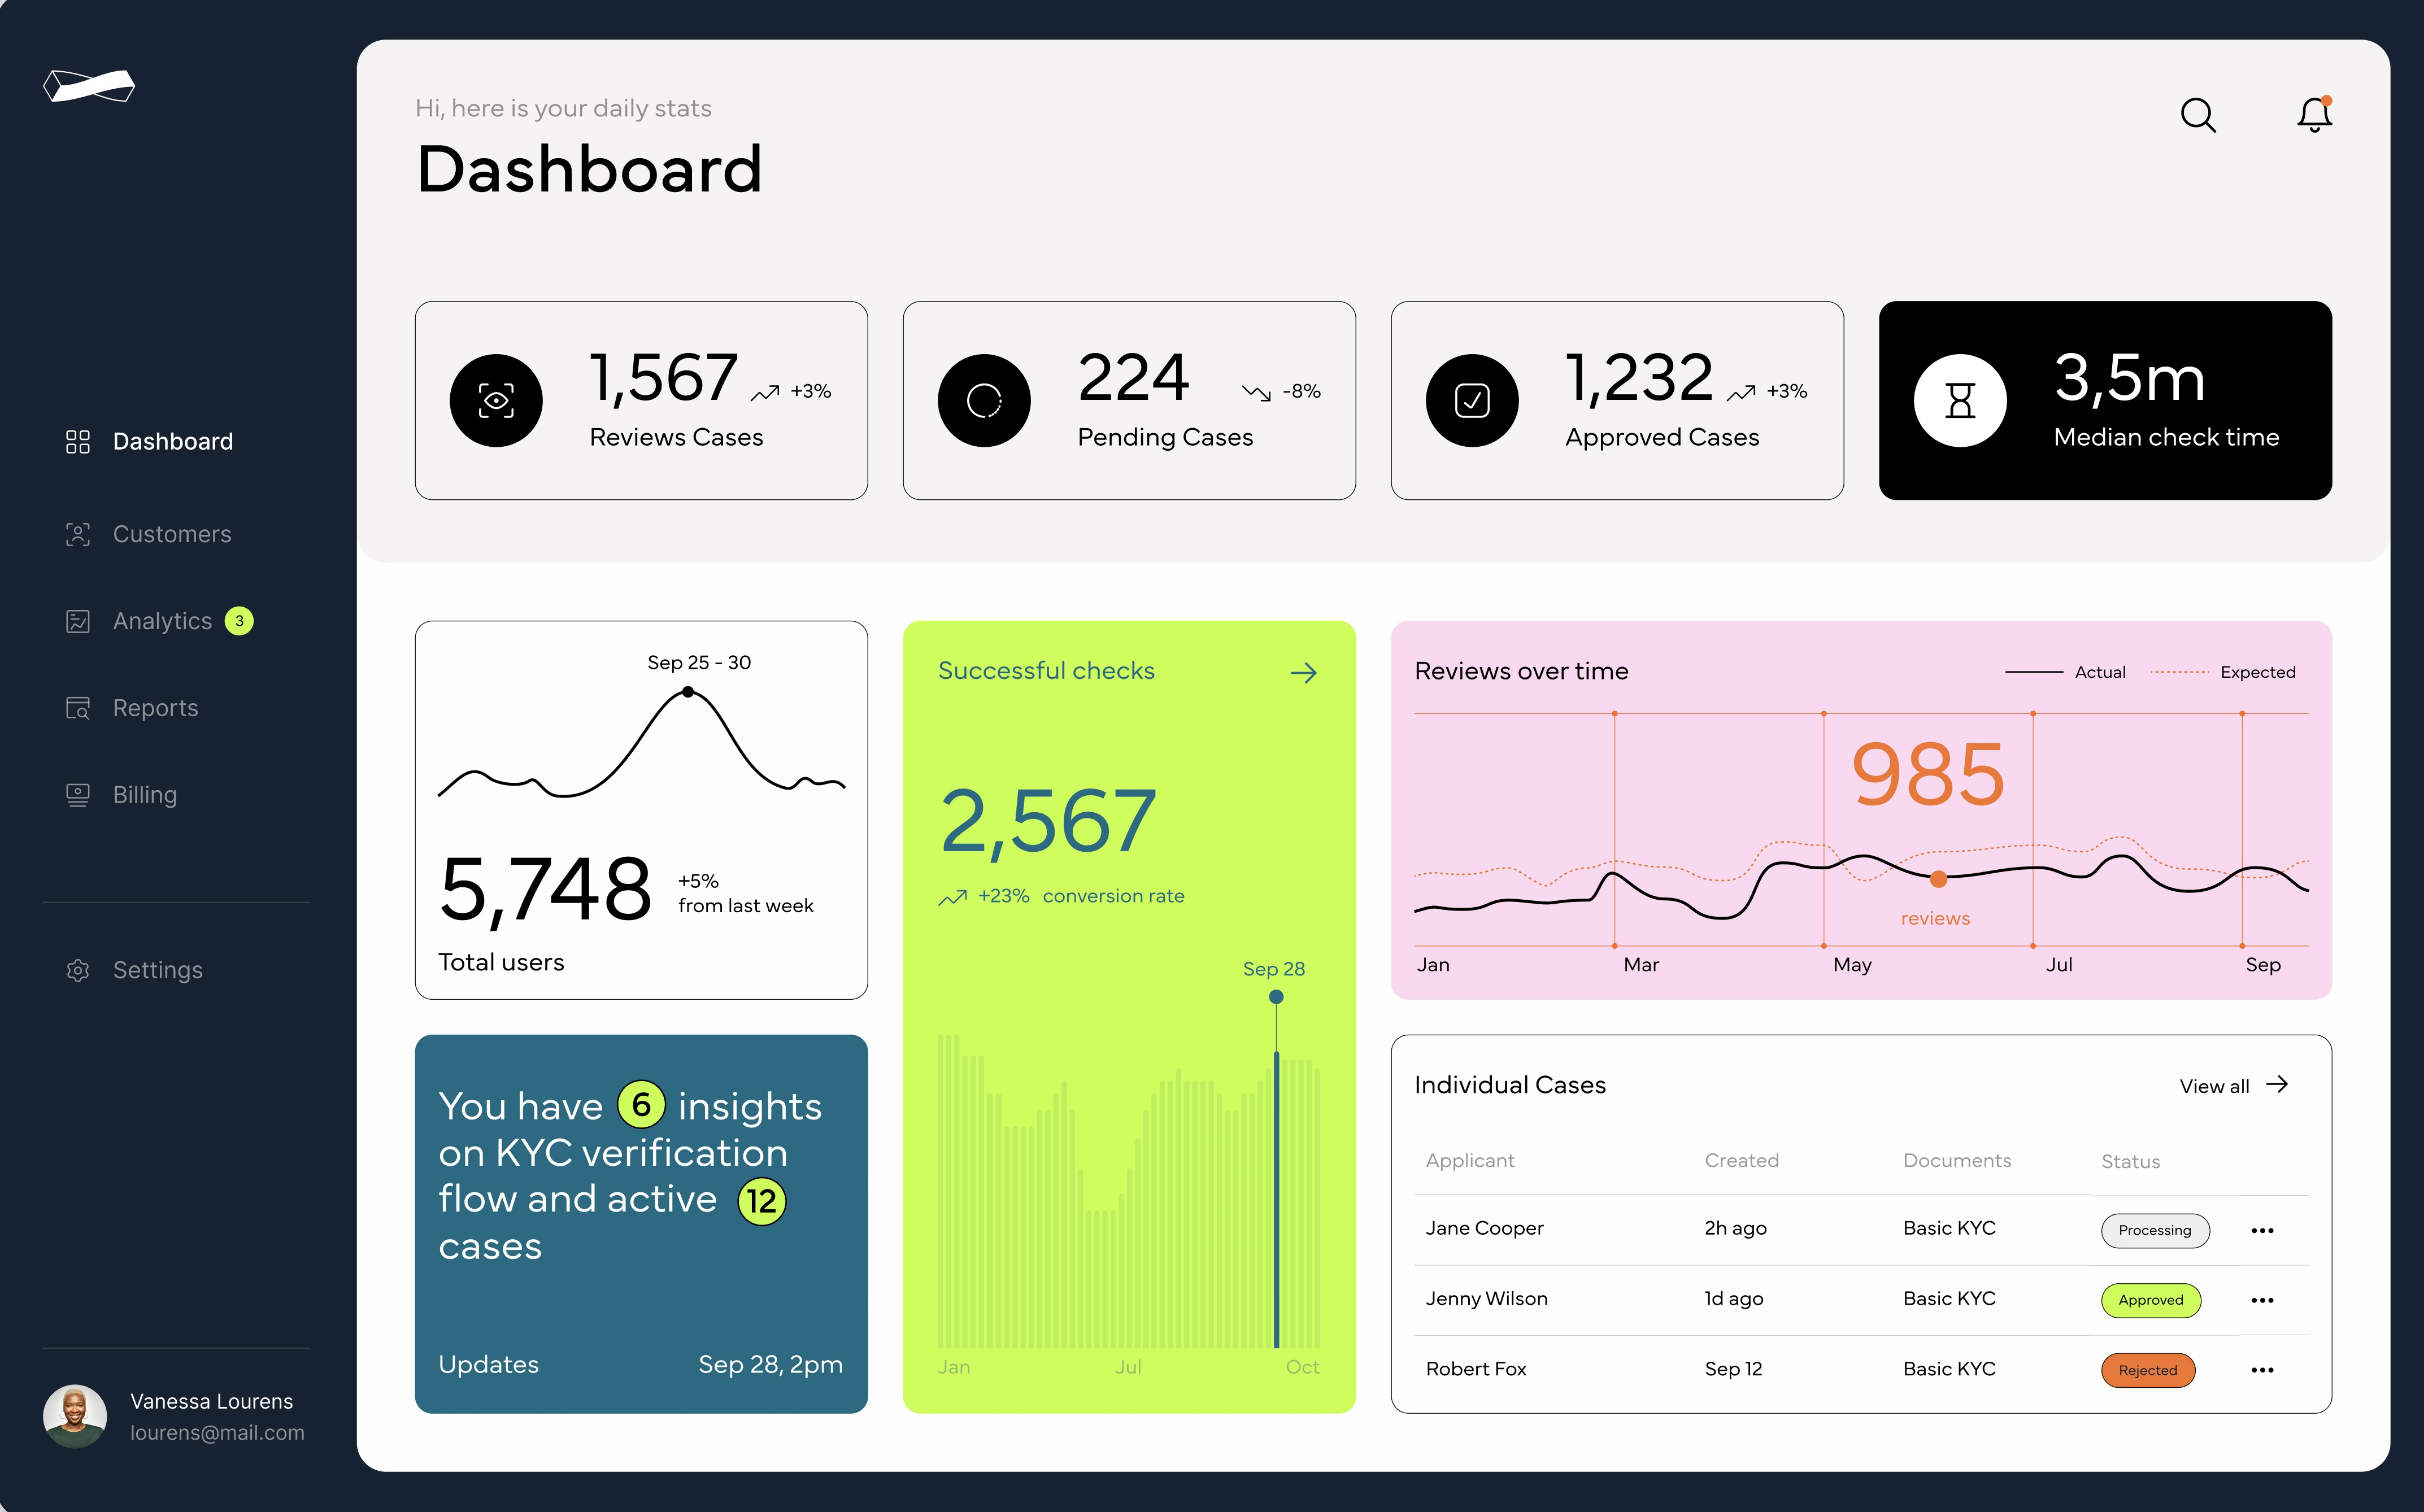 Hi, here is your daily stats
Dashboard
Dashboard
Customers
Analytics 3
Reports
Billing
Settings
Vanessa Lourens
lourens@mail.com
1,567 +3%
Reviews Cases
224 -8%
Pending Cases
1,232 +3%
Approved Cases
3,5m
Median check time
Sep 25 - 30
5,748
+5%
from last week
Total users
You have 6 insights
on KYC verification
flow and active 12
cases
Updates Sep 28, 2pm
Successful checks
2,567
+23% conversion rate
Sep 28
Jan Jul Oct
Reviews over time
Actual Expected
985
reviews
Jan Mar May Jul Sep
Individual Cases View all
Applicant Created Documents Status
Jane Cooper 2h ago Basic KYC Processing
Jenny Wilson 1d ago Basic KYC Approved
Robert Fox Sep 12 Basic KYC Rejected